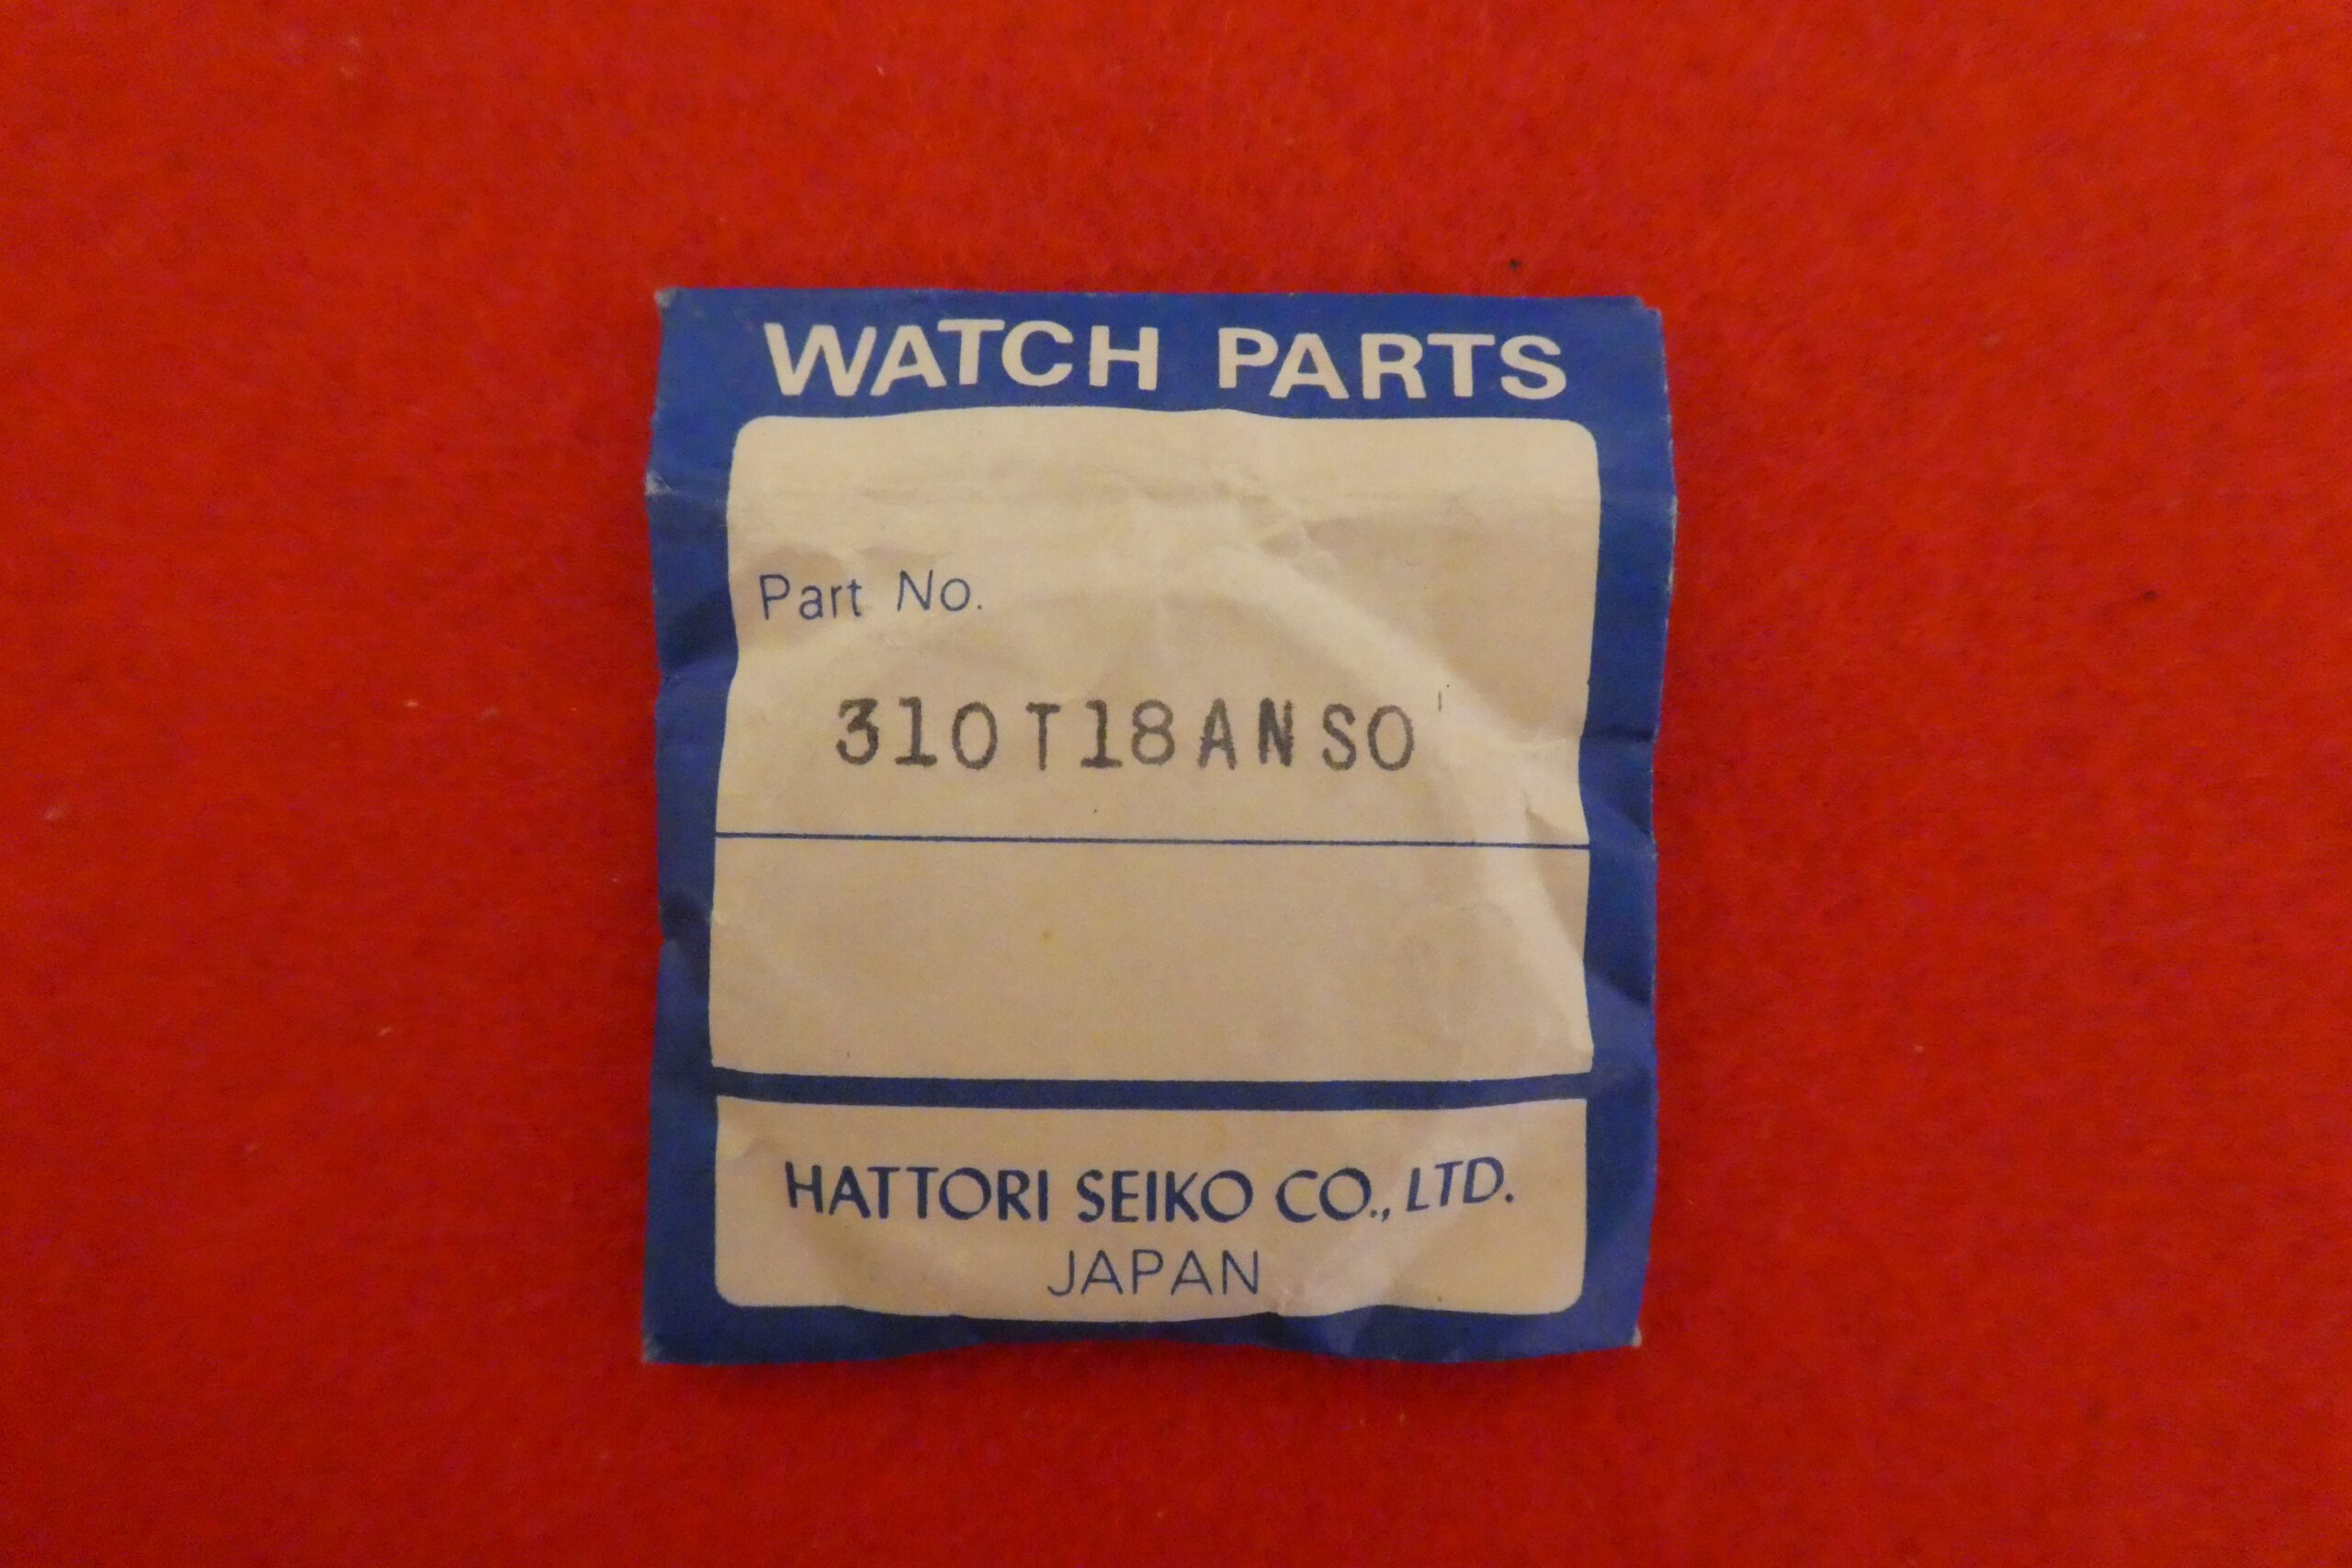 WATCH PARTS
Part No.
310T18ANS0
HATTORI SEIKO CO., LTD.
JAPAN